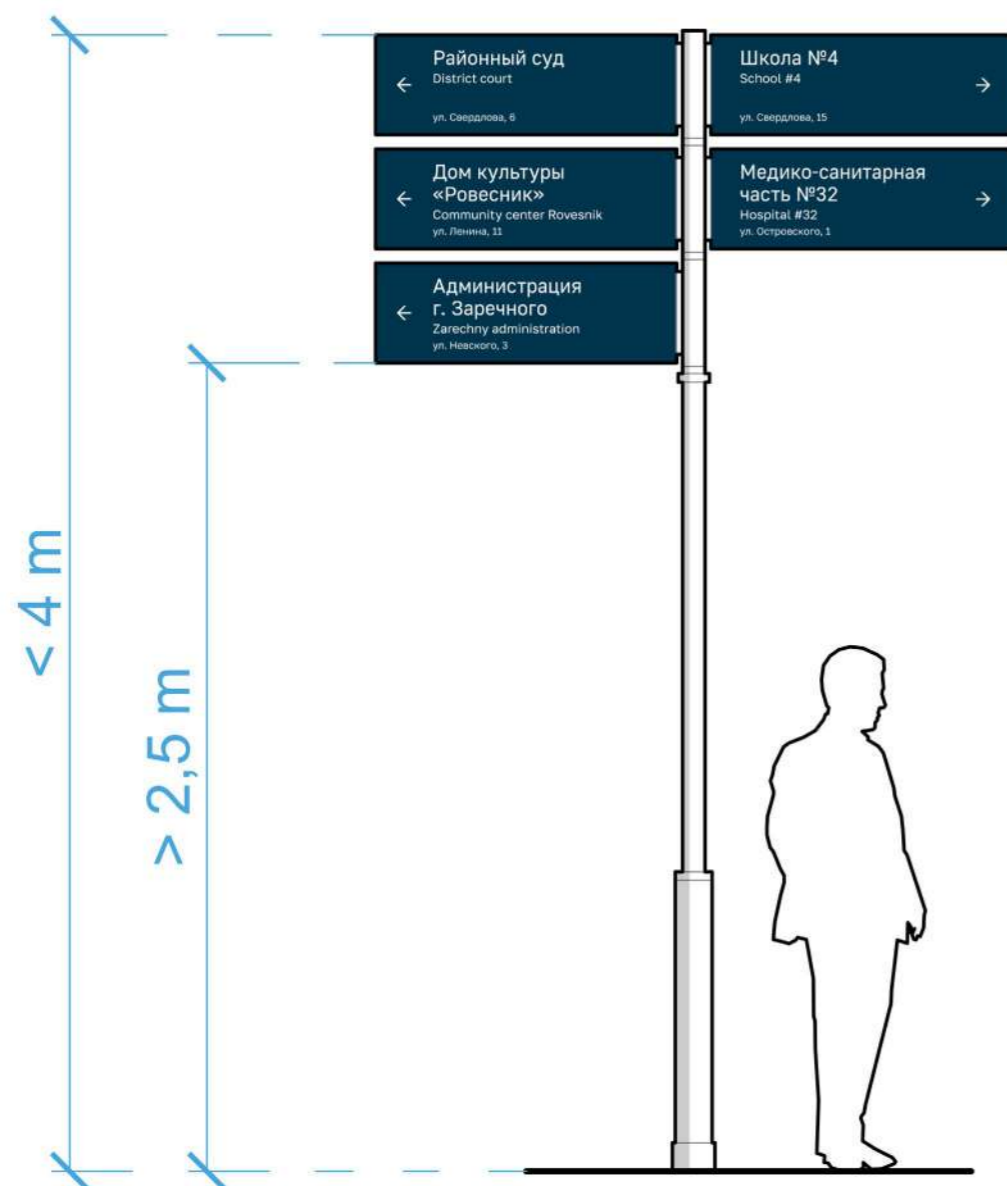 Районный суд
District court
ул. Свердлова, 6
Школа №4
School #4
ул. Свердлова, 15
Дом культуры
«Ровесник»
Community center Rovesnik
ул. Ленина, 11
Медико-санитарная
часть №32
Hospital #32
ул. Островского, 1
Администрация
г. Заречного
Zarechny administration
ул. Невского, 3
< 4 m
> 2,5 m